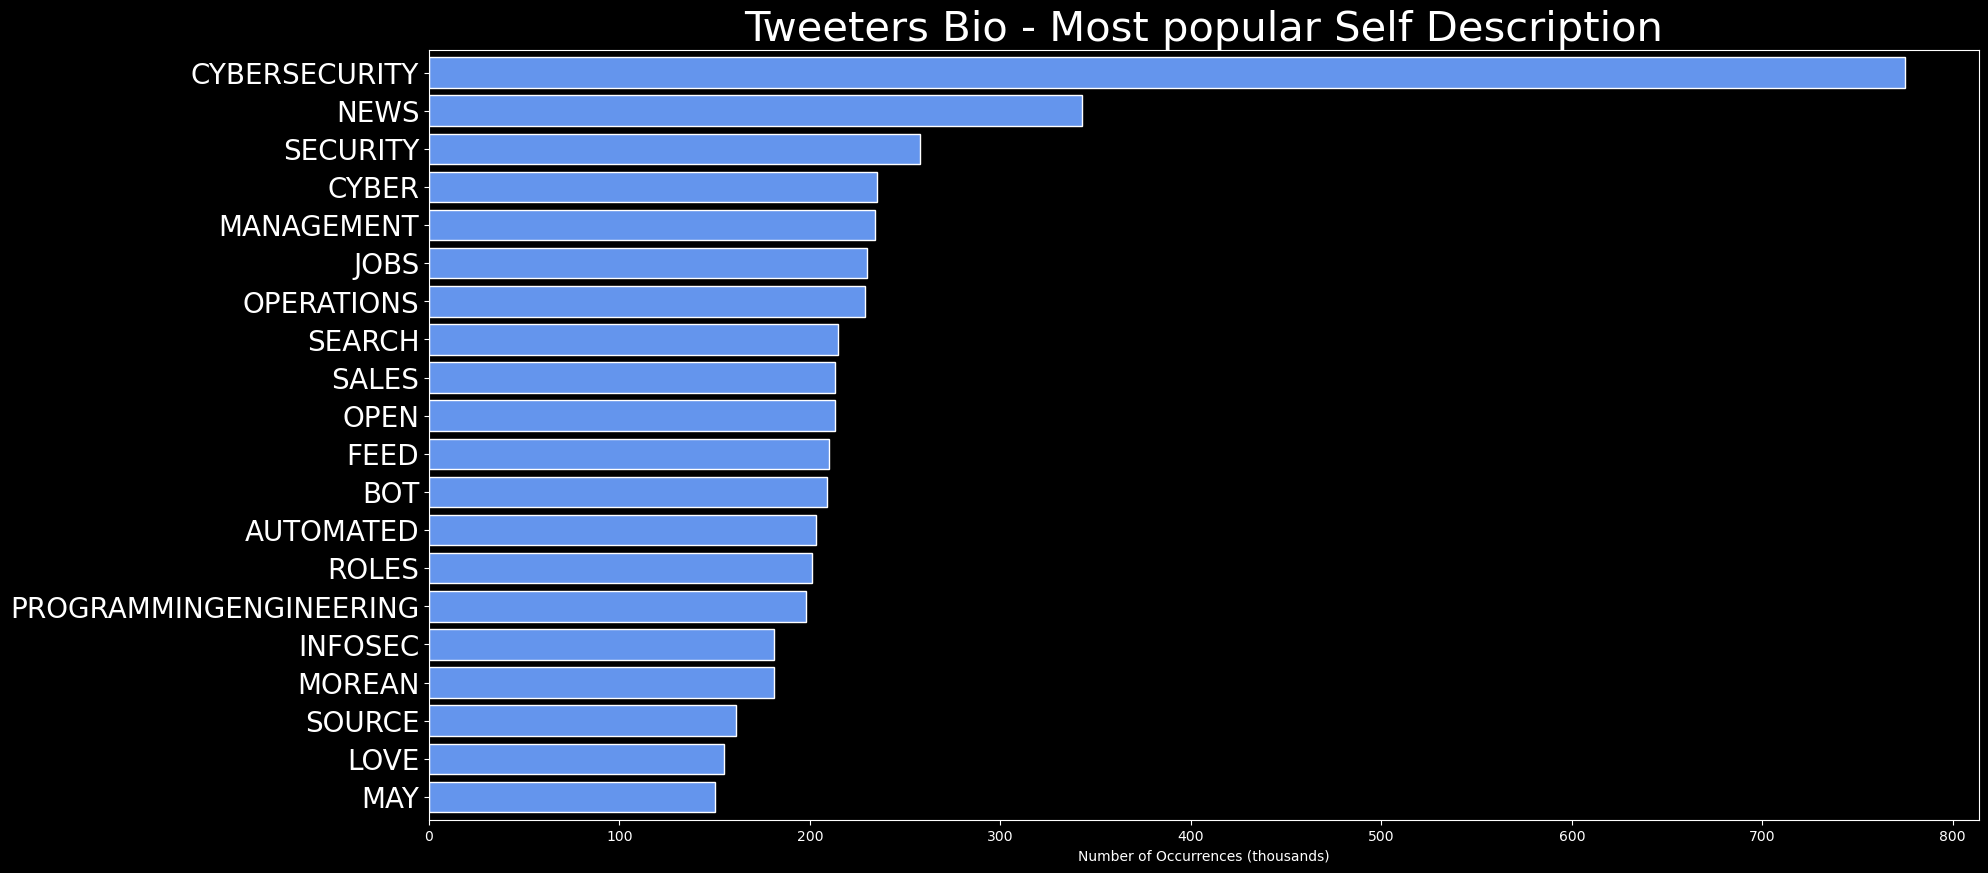 Tweeters Bio - Most popular Self Description
CYBERSECURITY
NEWS
SECURITY
CYBER
MANAGEMENT
JOBS
OPERATIONS
SEARCH
SALES
OPEN
FEED
BOT
AUTOMATED
ROLES
PROGRAMMINGENGINEERING
INFOSEC
MOREAN
SOURCE
LOVE
MAY
0 100 200 300 400 500 600 700 800
Number of Occurrences (thousands)